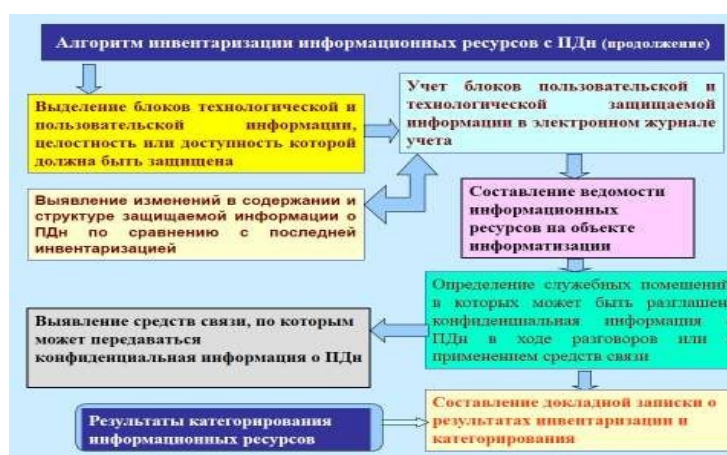 Алгоритм инвентаризации информационных ресурсов с ПДн (продолжение)
Выделение блоков технологической и
пользовательской информации,
целостность или доступность которой
должна быть защищена
Учет блоков пользовательской и
технологической защищаемой
информации в электронном журнале
учета
Выявление изменений в содержании и
структуре защищаемой информации о
ПДн по сравнению с последней
инвентаризацией
Составление ведомости
информационных
ресурсов на объекте
информатизации
Определение служебных помещений
в которых может быть разглашен
конфиденциальная информация
ПДн в ходе разговоров или
применением средств связи
Выявление средств связи, по которым
может передаваться
конфиденциальная информация о ПДн
Составление докладной записки о
результатах инвентаризации и
категорирования
Результаты категорирования
информационных ресурсов